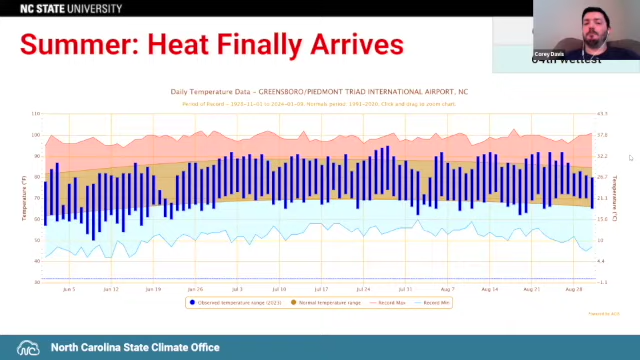 NC STATE UNIVERSITY
Summer: Heat Finally Arrives
Corey Davis
64th wettest
Daily Temperature Data – GREENSBORO/PIEDMONT TRIAD INTERNATIONAL AIRPORT, NC
Temperature (°F)
110
100
90
80
70
60
50
40
30
43.3
37.8
32.2
26.7
21.1
15.6
10
4.4
-1.1
Temperature (°C)
Jun 5
Jun 12
Jun 19
Jun 26
Jul 3
Jul 10
Jul 17
Jul 24
Jul 31
Aug 7
Aug 14
Aug 21
Aug 28
Observed temperature range (2023)
Normal temperature range
Record Max
Record Min
NC
North Carolina State Climate Office